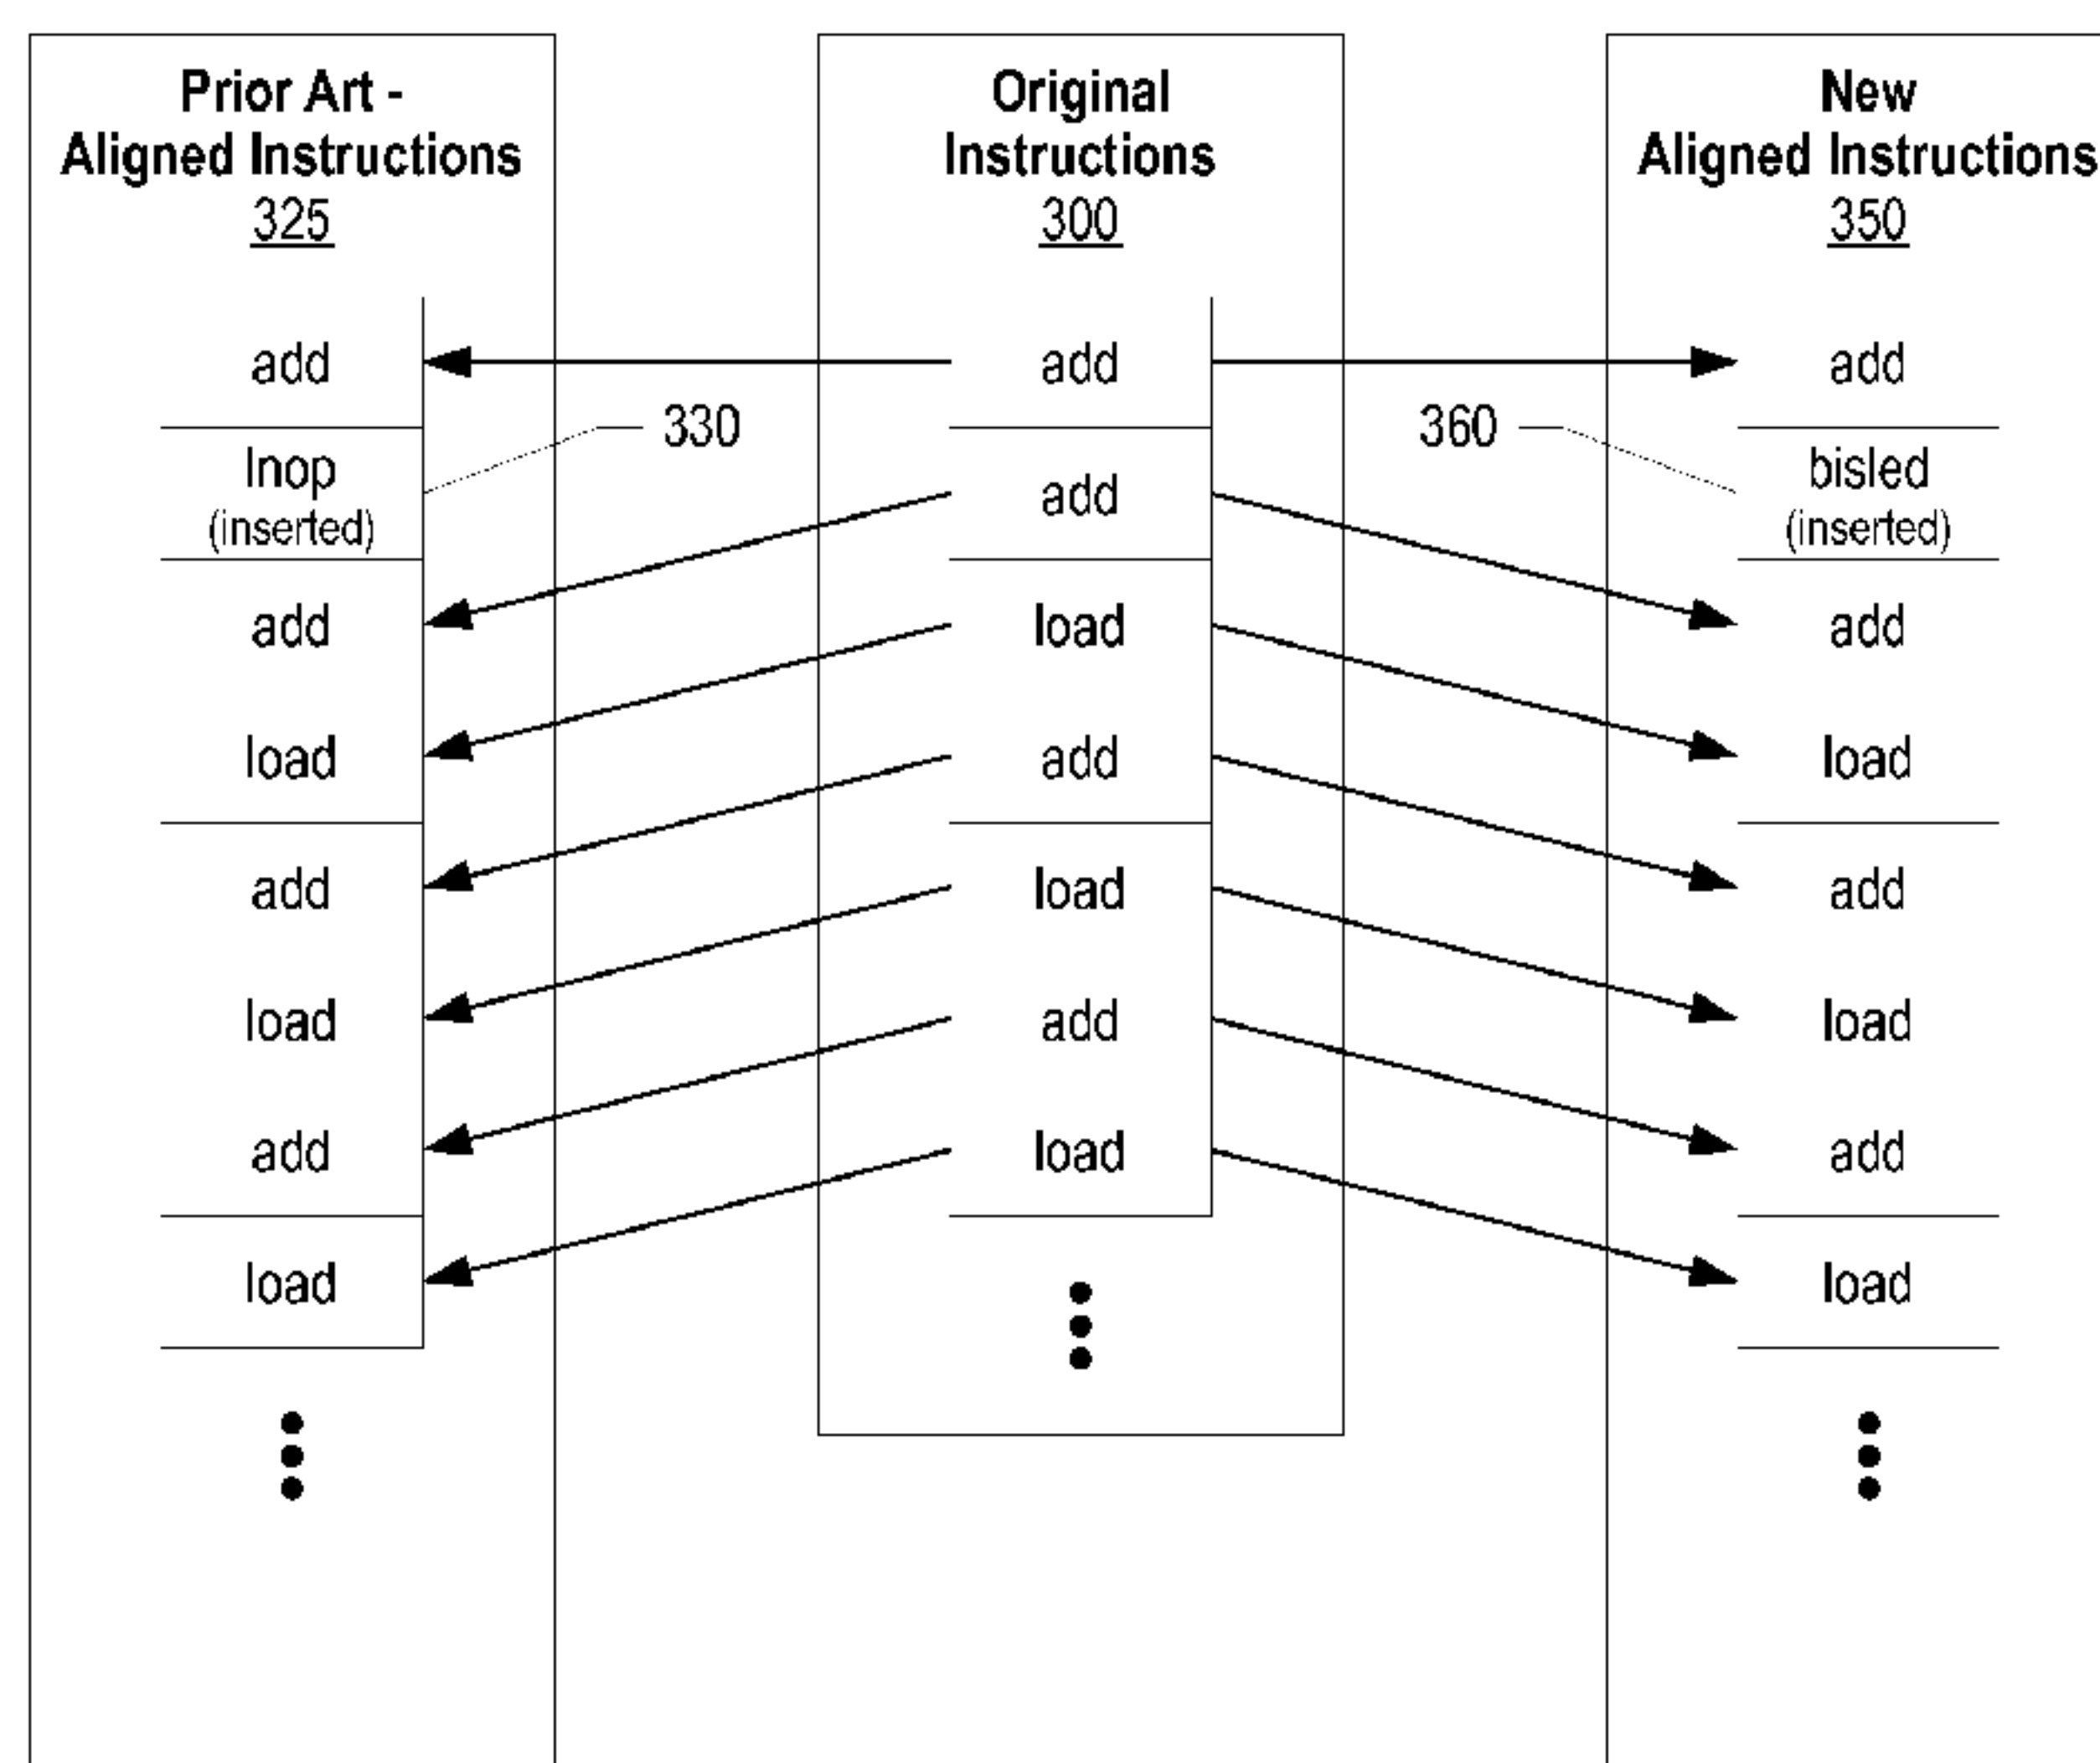 Prior Art -
Aligned Instructions
325
add
lnop
(inserted)
add
load
add
load
add
load
330
Original
Instructions
300
add
add
load
add
load
add
load
360
New
Aligned Instructions
350
add
bisled
(inserted)
add
load
add
load
add
load